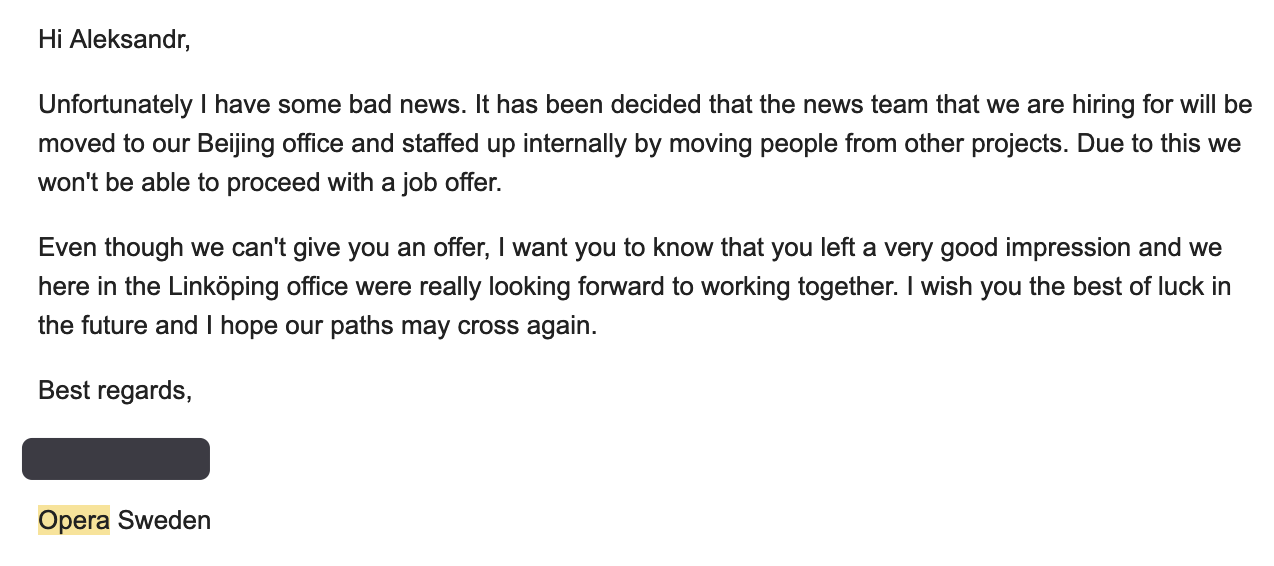 Hi Aleksandr,
Unfortunately I have some bad news. It has been decided that the news team that we are hiring for will be
moved to our Beijing office and staffed up internally by moving people from other projects. Due to this we
won't be able to proceed with a job offer.
Even though we can't give you an offer, I want you to know that you left a very good impression and we
here in the Linköping office were really looking forward to working together. I wish you the best of luck in
the future and I hope our paths may cross again.
Best regards,
Opera Sweden